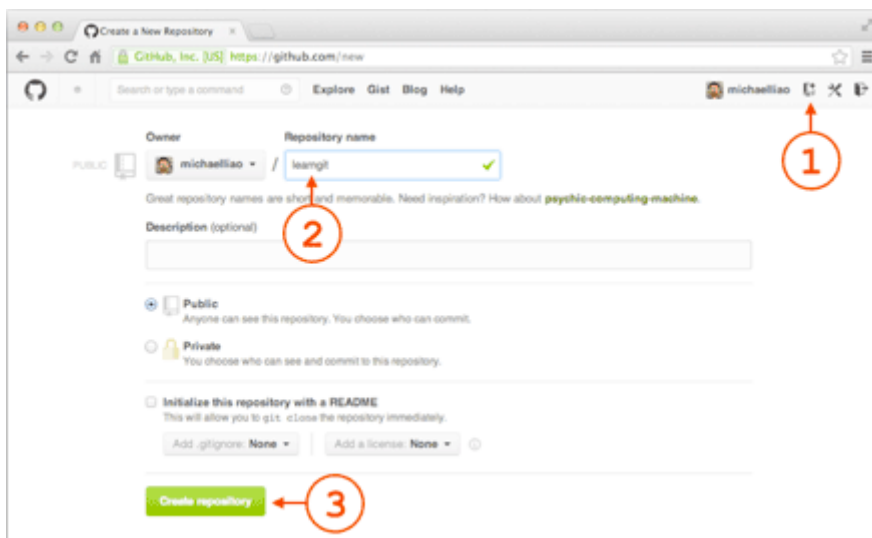 Create a New Repository
GitHub, Inc. [US] https://github.com/new
Search or type a command Explore Gist Blog Help michaelliao
1
Owner Repository name
PUBLIC michaelliao / learngit
Great repository names are short and memorable. Need inspiration? How about psychic-computing-machine.
2
Description (optional)
Public
Anyone can see this repository. You choose who can commit.
Private
You choose who can see and commit to this repository.
Initialize this repository with a README
This will allow you to git clone the repository immediately.
Add .gitignore: None Add a license: None
Create repository
3